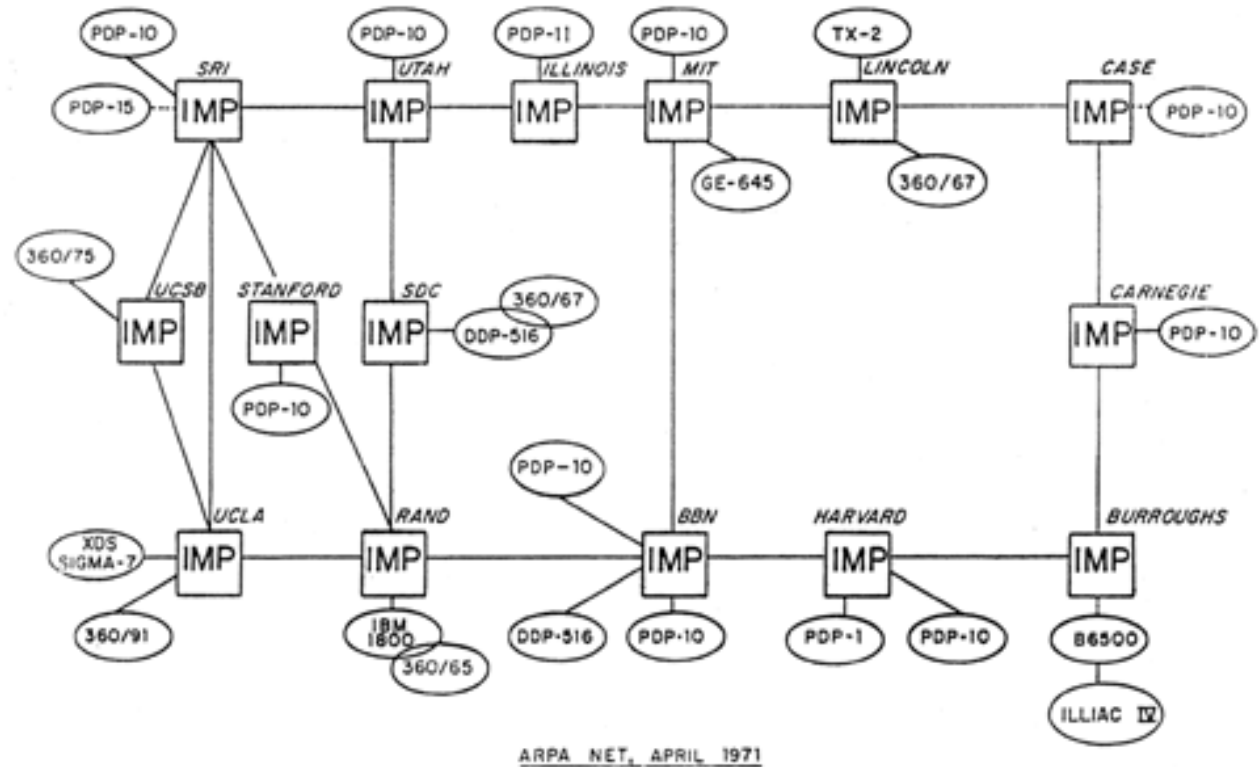 PDP-10
PDP-10
PDP-11
PDP-10
TX-2
SRI
UTAH
ILLINOIS
MIT
LINCOLN
CASE
PDP-15
IMP
IMP
IMP
IMP
IMP
IMP
PDP-10
GE-645
360/67
360/75
UCSB
STANFORD
SDC
360/67
CARNEGIE
IMP
IMP
IMP
DDP-516
IMP
PDP-10
PDP-10
PDP-10
UCLA
RAND
BBN
HARVARD
BURROUGHS
XDS
SIGMA-7
IMP
IMP
IMP
IMP
IMP
360/91
IBM
1800
360/65
DDP-516
PDP-10
PDP-1
PDP-10
B6500
ILLIAC IV
ARPA NET, APRIL 1971